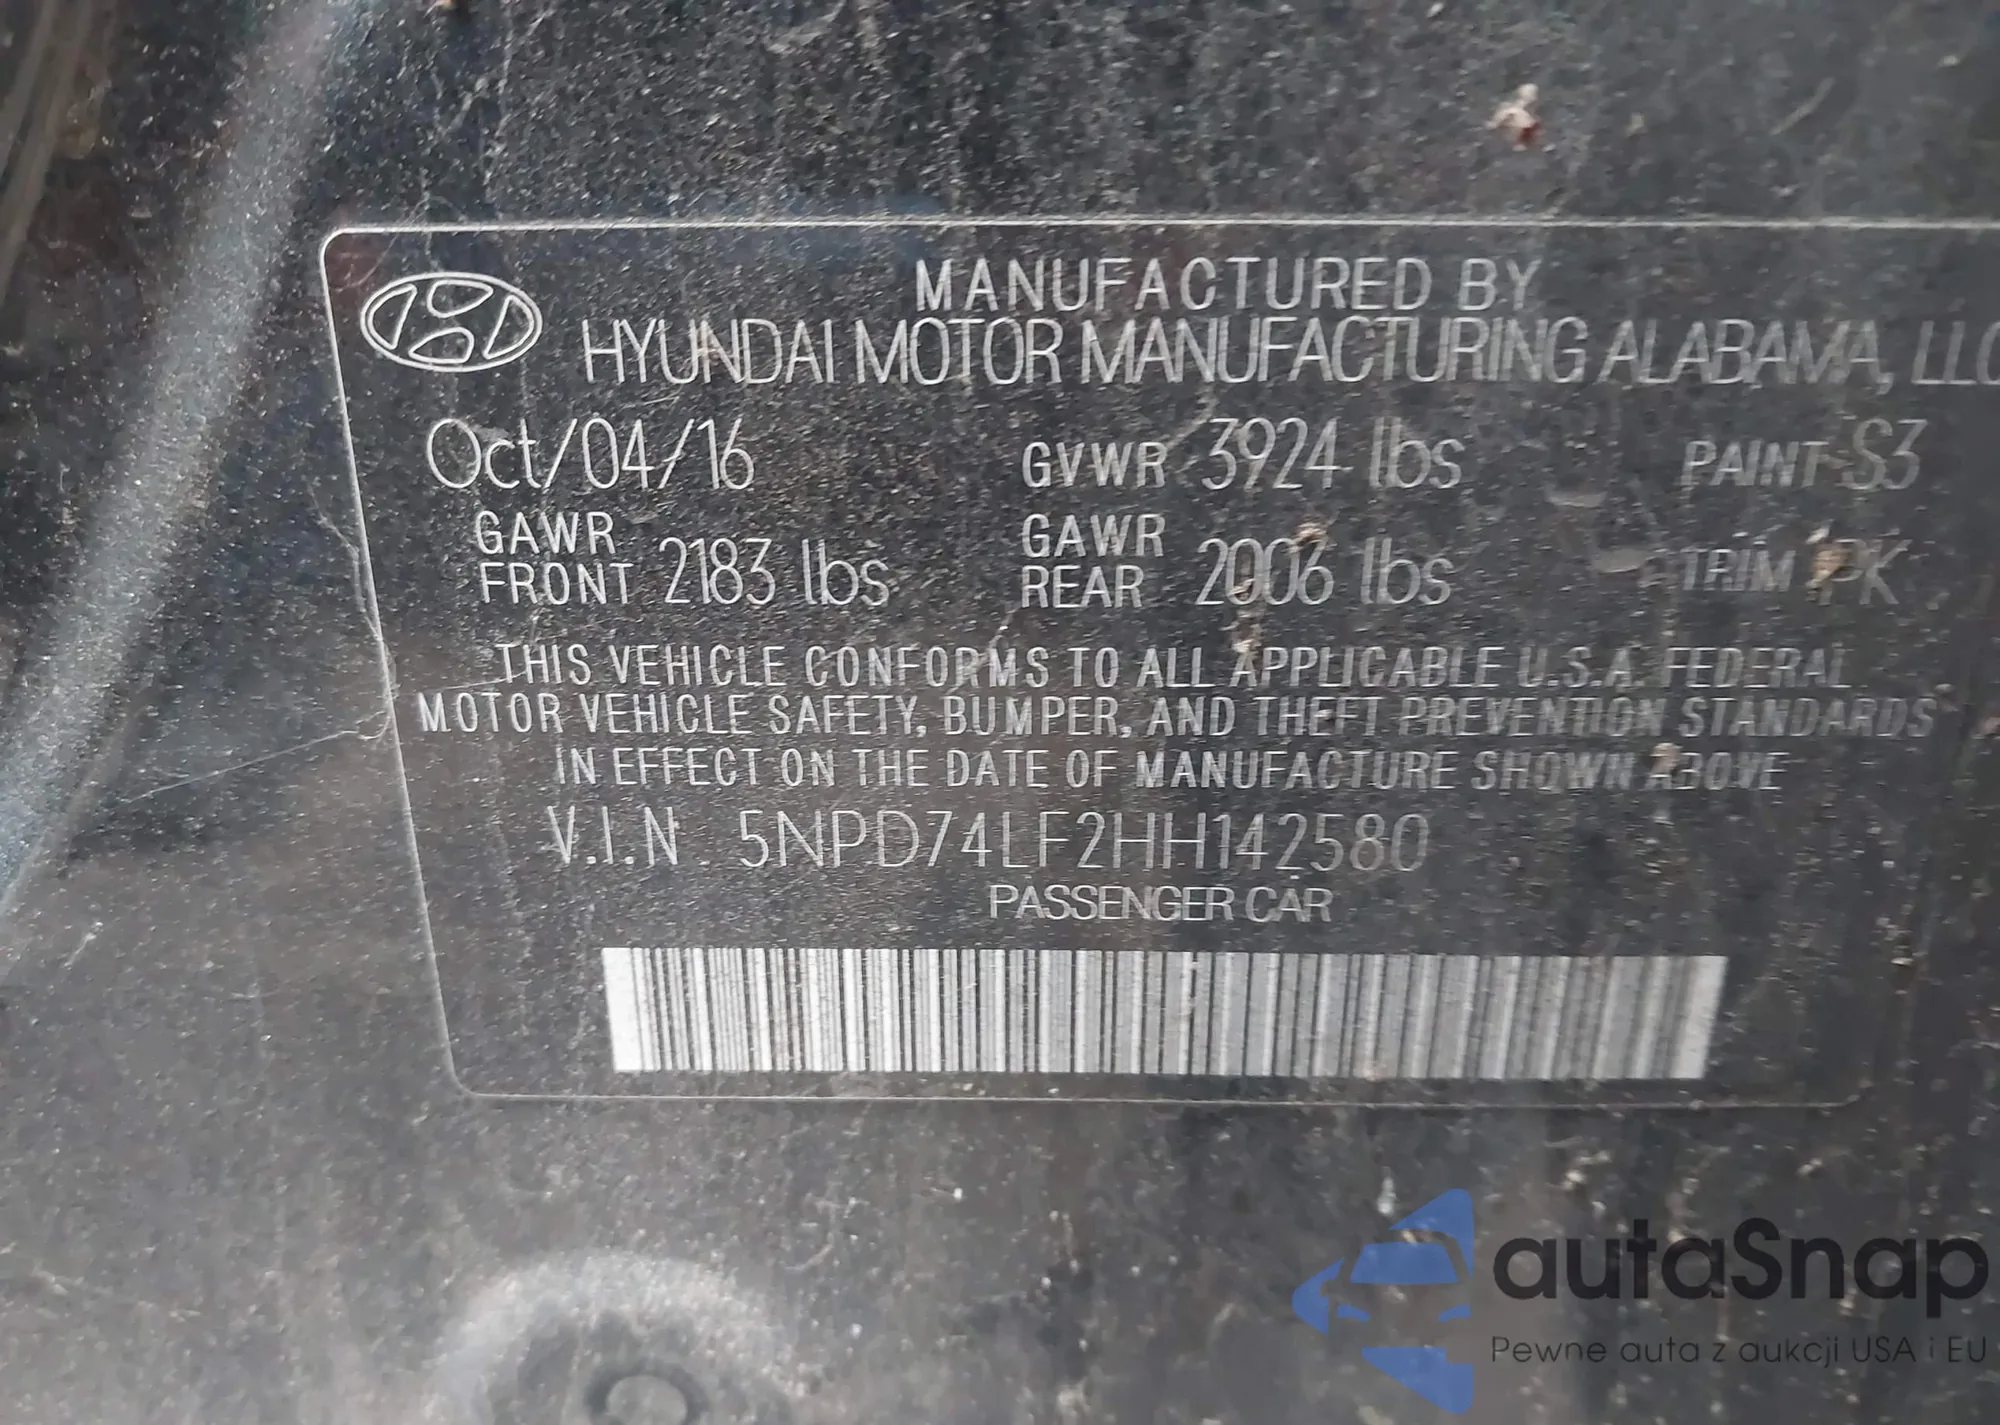 MANUFACTURED BY
HYUNDAI MOTOR MANUFACTURING ALABAMA, LLC
Oct/04/16 GVWR 3924 lbs PAINT S3
GAWR FRONT 2183 lbs GAWR REAR 2006 lbs TRIM PK
THIS VEHICLE CONFORMS TO ALL APPLICABLE U.S.A. FEDERAL
MOTOR VEHICLE SAFETY, BUMPER, AND THEFT PREVENTION STANDARDS
IN EFFECT ON THE DATE OF MANUFACTURE SHOWN ABOVE
V.I.N. 5NPD74LF2HH142580
PASSENGER CAR
autaSnap
Pewne auta z aukcji USA i EU